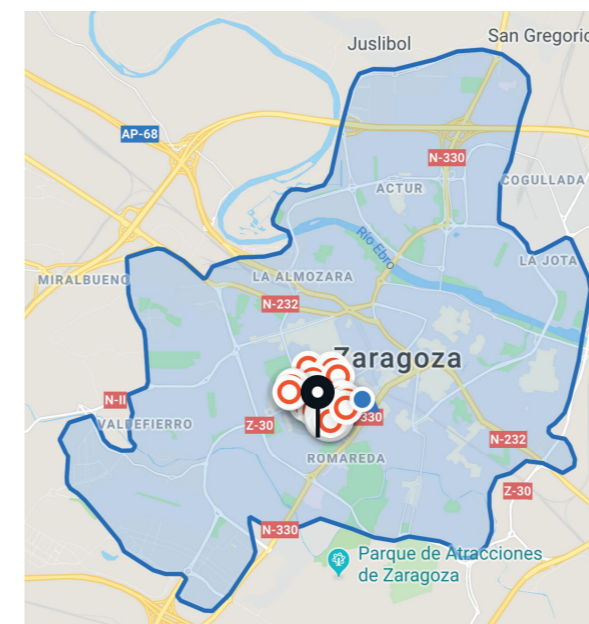 Juslibol
San Gregorio
AP-68
N-330
ACTUR
COGULLADA
Río Ebro
LA JOTA
MIRALBUENO
LA ALMOZARA
N-232
Zaragoza
N-II
VALDEFIERRO
Z-30
330
N-232
ROMAREDA
Z-30
N-330
Parque de Atracciones
de Zaragoza